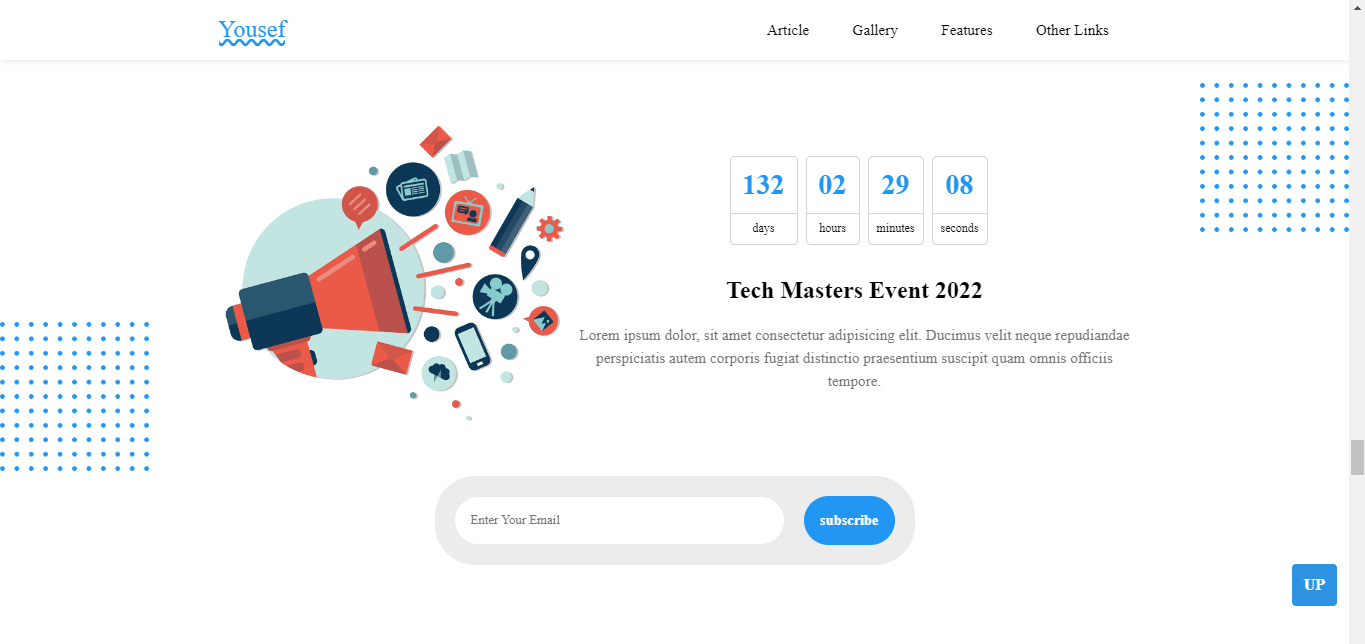 Yousef
Article Gallery Features Other Links
132 02 29 08
days hours minutes seconds
Tech Masters Event 2022
Lorem ipsum dolor, sit amet consectetur adipisicing elit. Ducimus velit neque repudiandae
perspiciatis autem corporis fugiat distinctio praesentium suscipit quam omnis officiis
tempore.
Enter Your Email subscribe
UP